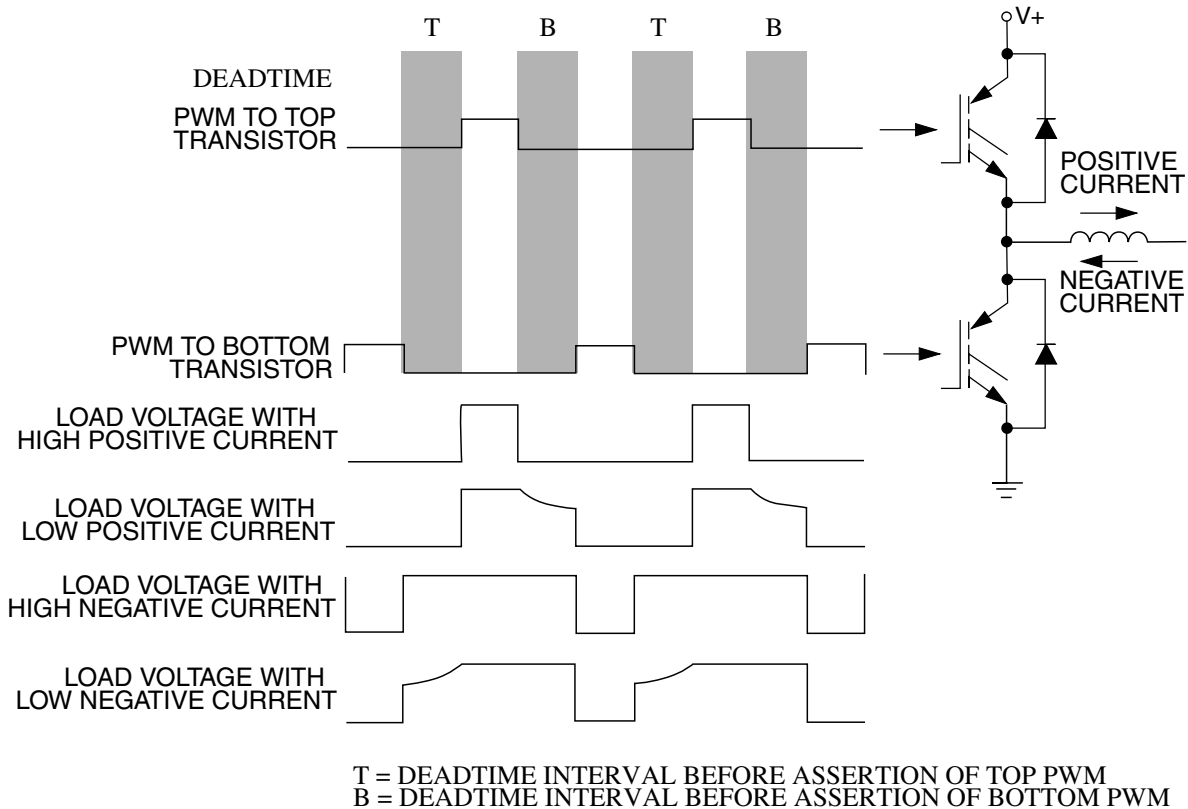 T B T B
V+
DEADTIME
PWM TO TOP
TRANSISTOR
POSITIVE
CURRENT
NEGATIVE
CURRENT
PWM TO BOTTOM
TRANSISTOR
LOAD VOLTAGE WITH
HIGH POSITIVE CURRENT
LOAD VOLTAGE WITH
LOW POSITIVE CURRENT
LOAD VOLTAGE WITH
HIGH NEGATIVE CURRENT
LOAD VOLTAGE WITH
LOW NEGATIVE CURRENT
T = DEADTIME INTERVAL BEFORE ASSERTION OF TOP PWM
B = DEADTIME INTERVAL BEFORE ASSERTION OF BOTTOM PWM